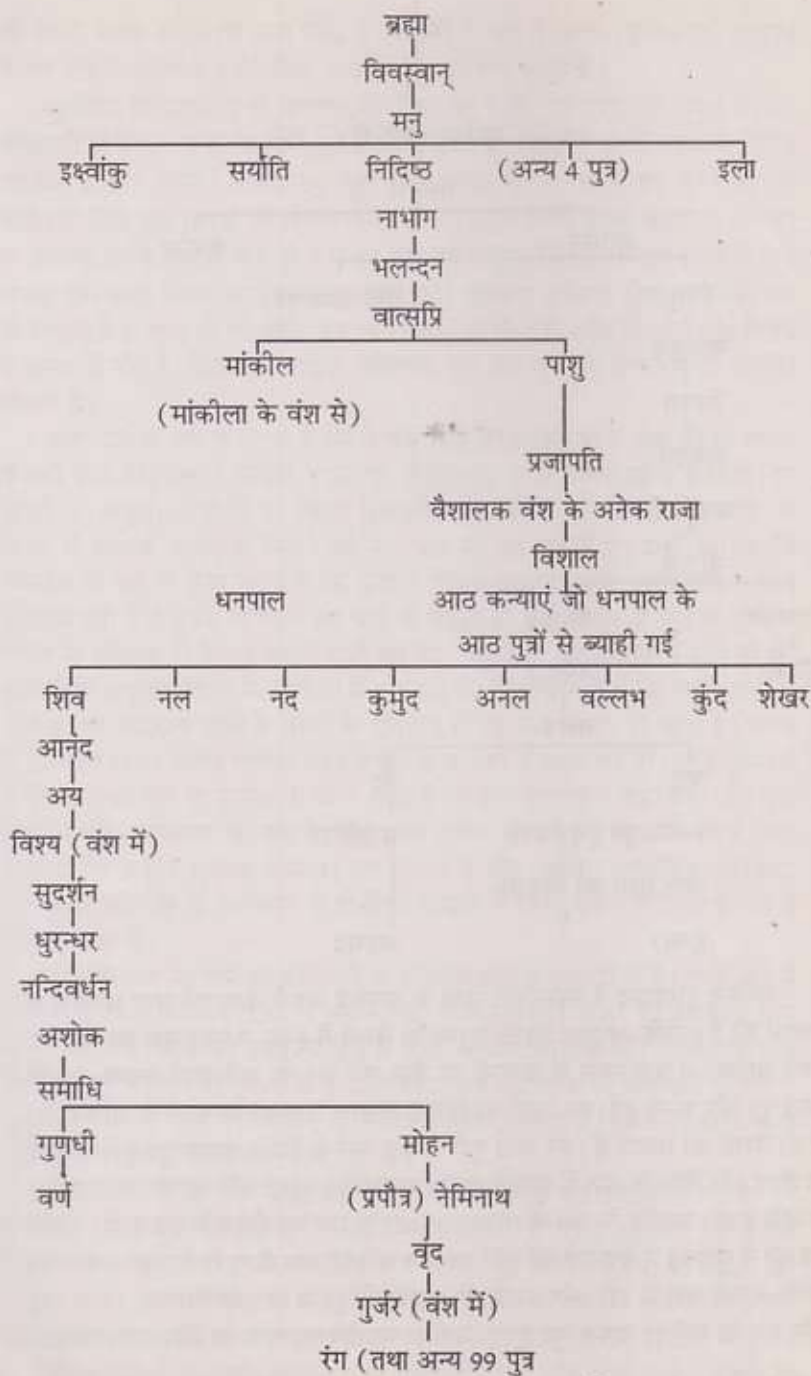 ब्रह्मा
विवस्वान्
मनु
इक्ष्वांकु सर्याति निदिष्ठ (अन्य 4 पुत्र) इला
नाभाग
भलन्दन
वात्सप्रि
मांकील पाशु
(मांकीला के वंश से)
प्रजापति
वैशालक वंश के अनेक राजा
विशाल
धनपाल आठ कन्याएं जो धनपाल के
आठ पुत्रों से ब्याही गई
शिव नल नंद कुमुद अनल वल्लभ कुंद शेखर
आनंद
अय
विश्य (वंश में)
सुदर्शन
धुरन्धर
नन्दिवर्धन
अशोक
समाधि
गुणधी मोहन
वर्ण (प्रपौत्र) नेमिनाथ
वृंद
गुर्जर (वंश में)
रंग (तथा अन्य 99 पुत्र